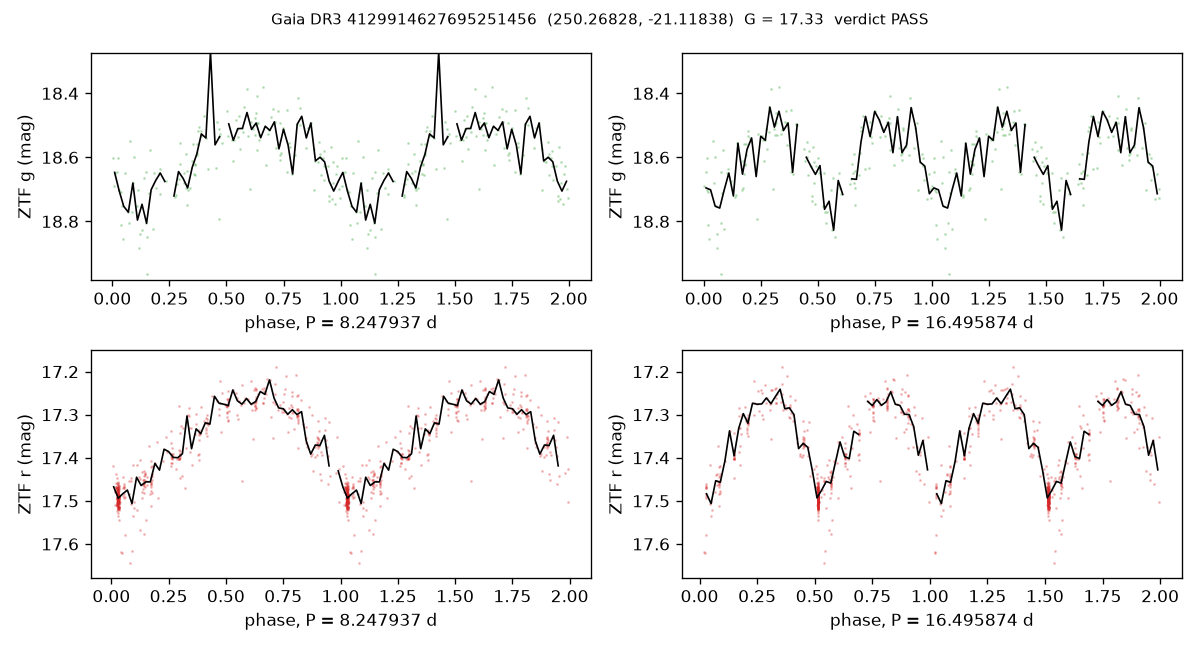 Gaia DR3 4129914627695251456 (250.26828, -21.11838) G = 17.33 verdict PASS
ZTF g (mag)
18.4
18.6
18.8
0.00 0.25 0.50 0.75 1.00 1.25 1.50 1.75 2.00
phase, P = 8.247937 d
ZTF g (mag)
18.4
18.6
18.8
0.00 0.25 0.50 0.75 1.00 1.25 1.50 1.75 2.00
phase, P = 16.495874 d
ZTF r (mag)
17.2
17.3
17.4
17.5
17.6
0.00 0.25 0.50 0.75 1.00 1.25 1.50 1.75 2.00
phase, P = 8.247937 d
ZTF r (mag)
17.2
17.3
17.4
17.5
17.6
0.00 0.25 0.50 0.75 1.00 1.25 1.50 1.75 2.00
phase, P = 16.495874 d